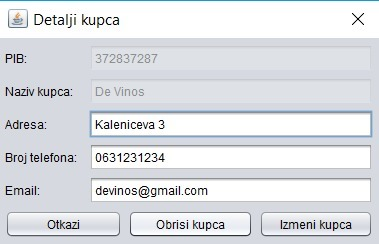 Detalji kupca
PIB: 372837287
Naziv kupca: De Vinos
Adresa: Kaleniceva 3
Broj telefona: 0631231234
Email: devinos@gmail.com
Otkazi Obrisi kupca Izmeni kupca